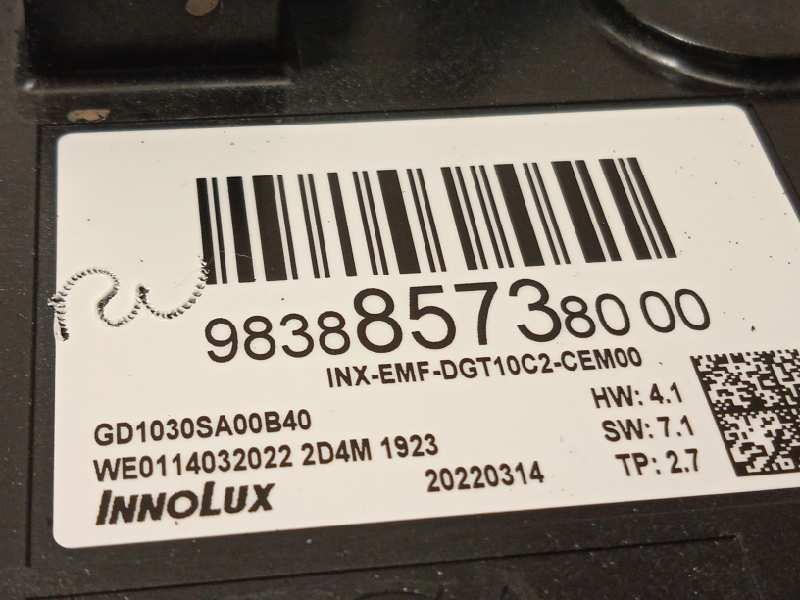 98388573800 00
INX-EMF-DGT10C2-CEM00
GD1030SA00B40
HW: 4.1
WE0114032022 2D4M 1923
SW: 7.1
INNOLUX
20220314
TP: 2.7